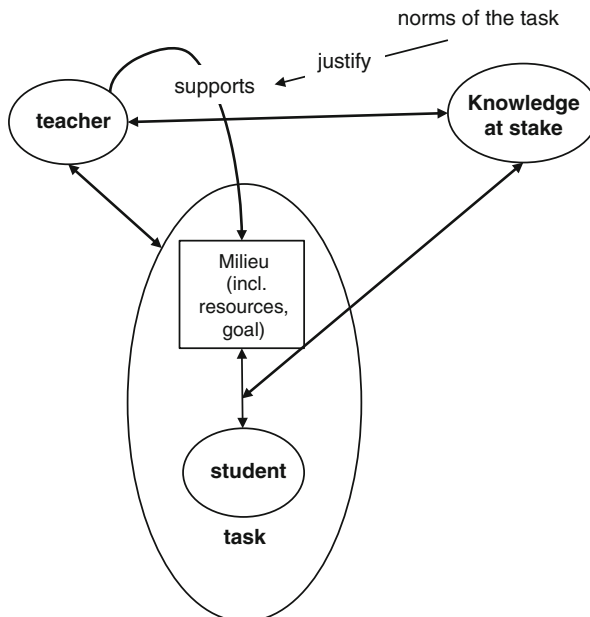 norms of the task
justify
supports
teacher
Knowledge
at stake
Milieu
(incl.
resources,
goal)
student
task